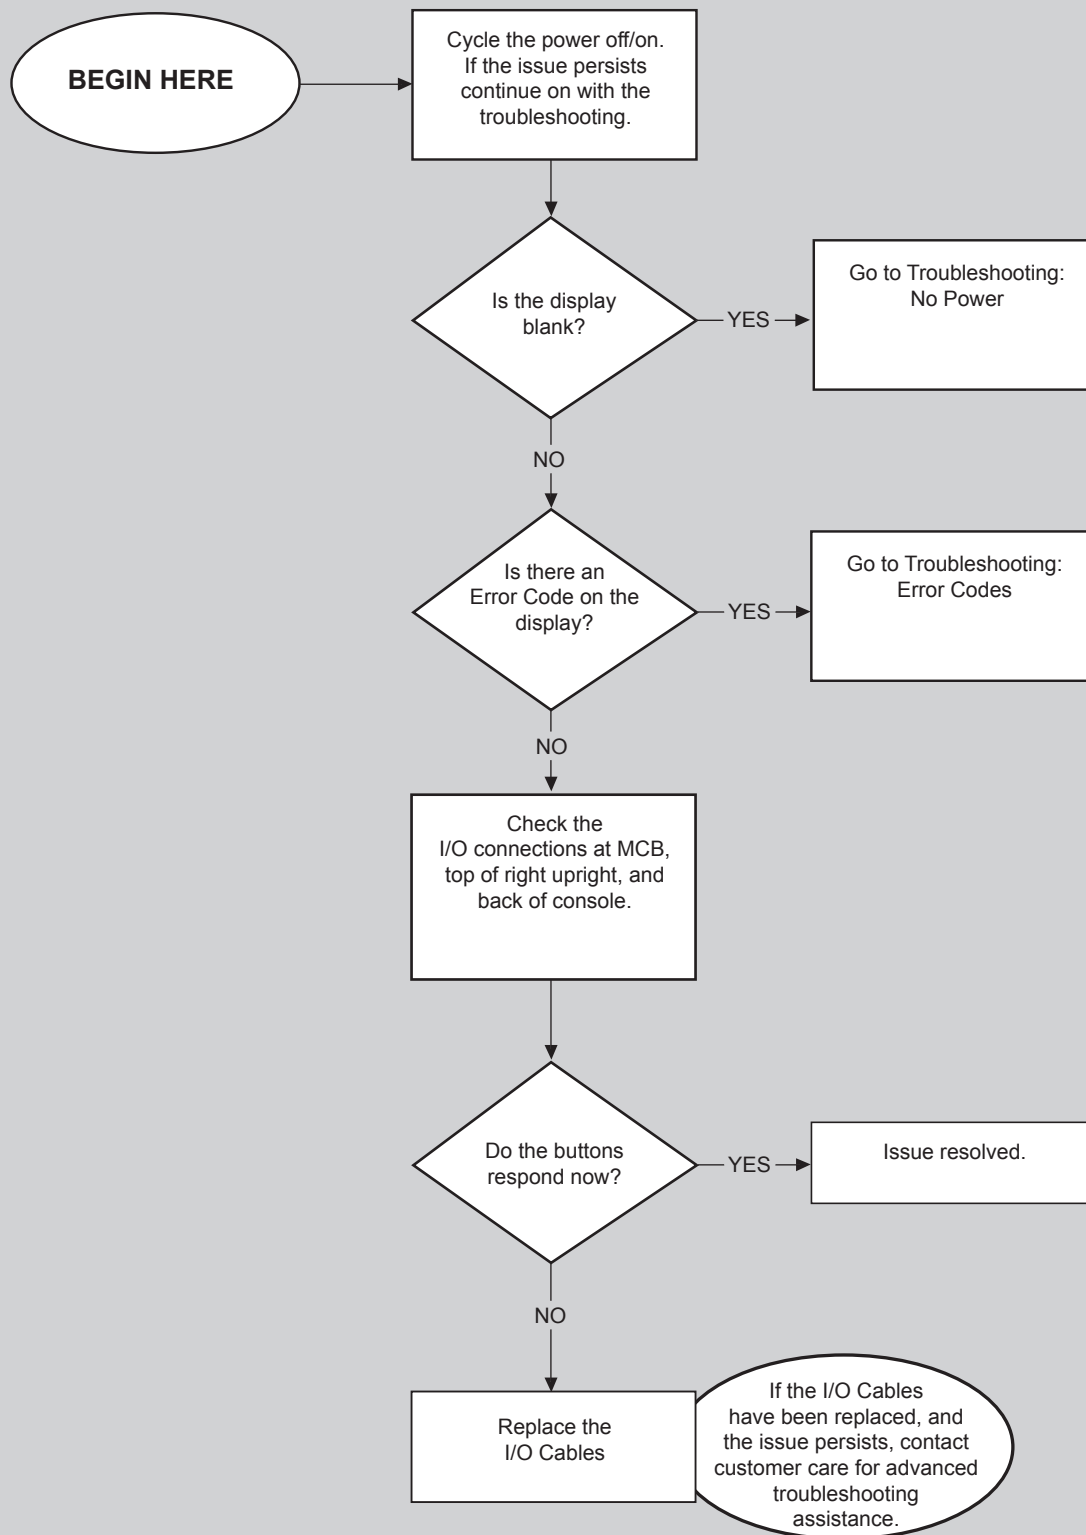 BEGIN HERE
Cycle the power off/on.
If the issue persists
continue on with the
troubleshooting.
Is the display
blank?
YES
Go to Troubleshooting:
No Power
NO
Is there an
Error Code on the
display?
YES
Go to Troubleshooting:
Error Codes
NO
Check the
I/O connections at MCB,
top of right upright, and
back of console.
Do the buttons
respond now?
YES
Issue resolved.
NO
Replace the
I/O Cables
If the I/O Cables
have been replaced, and
the issue persists, contact
customer care for advanced
troubleshooting
assistance.